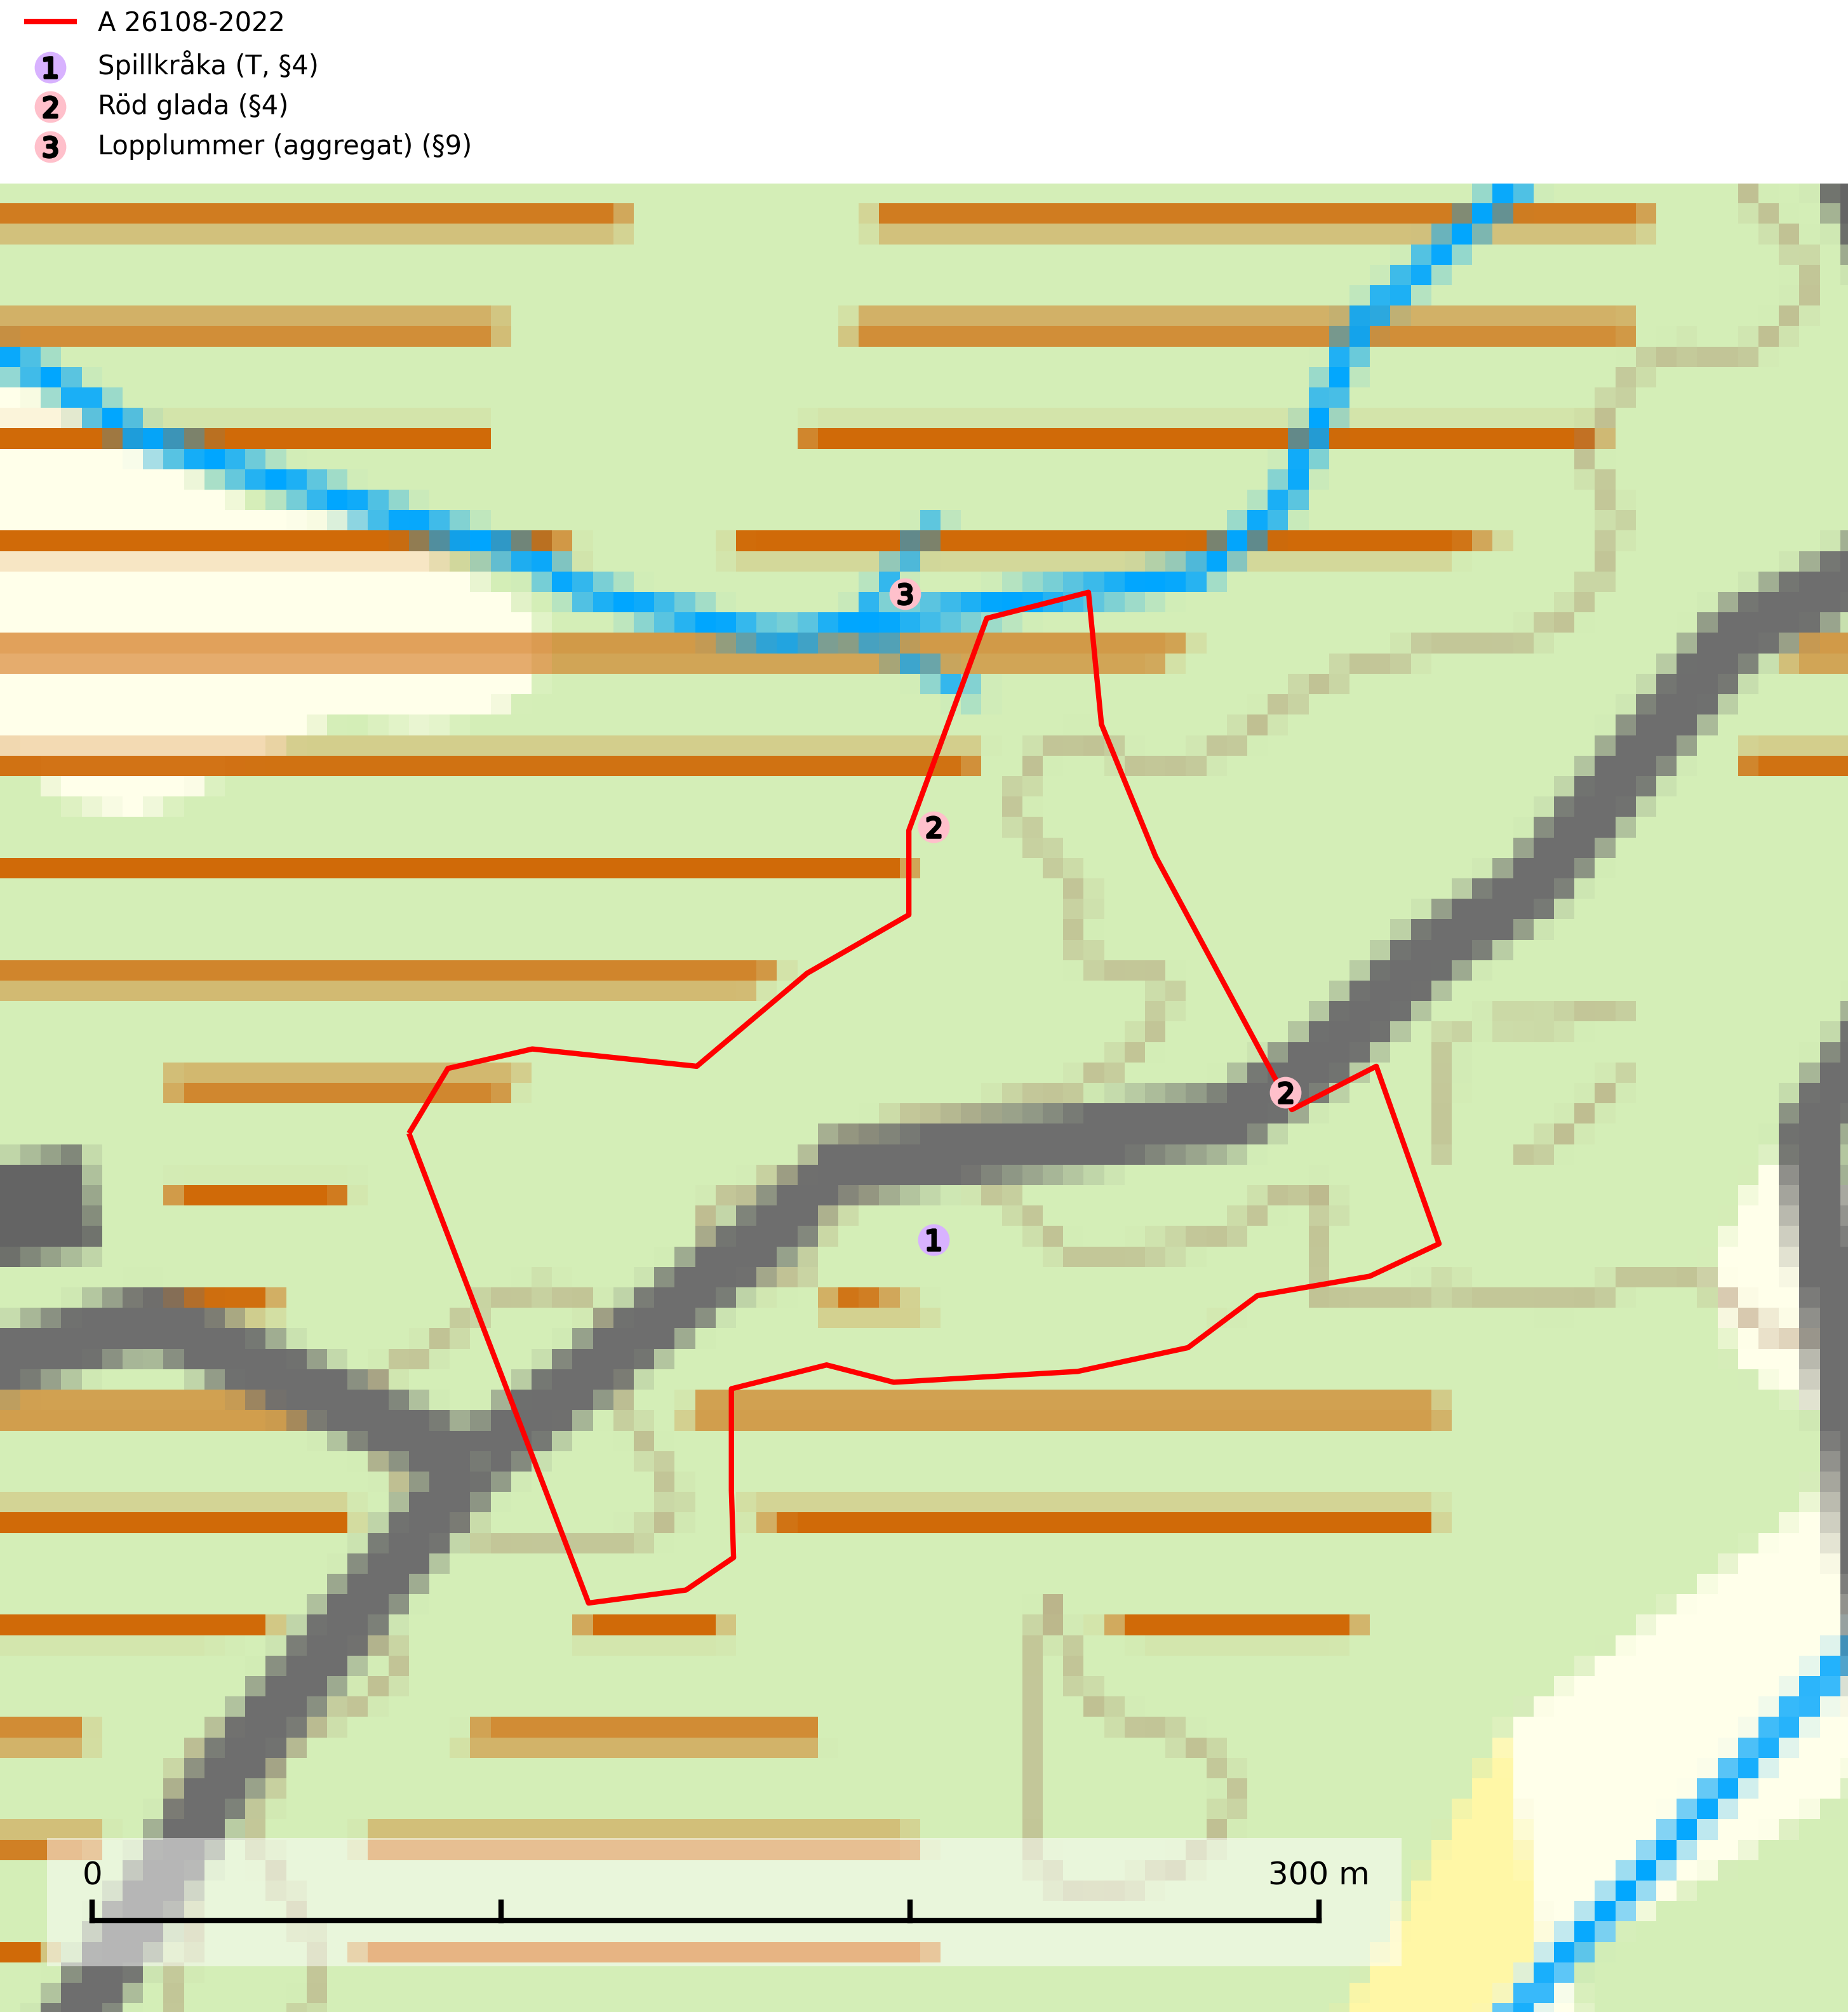 A 26108-2022
1 Spillkråka (T, §4)
2 Röd glada (§4)
3 Lopplummer (aggregat) (§9)
3
2
2
1
0 300 m